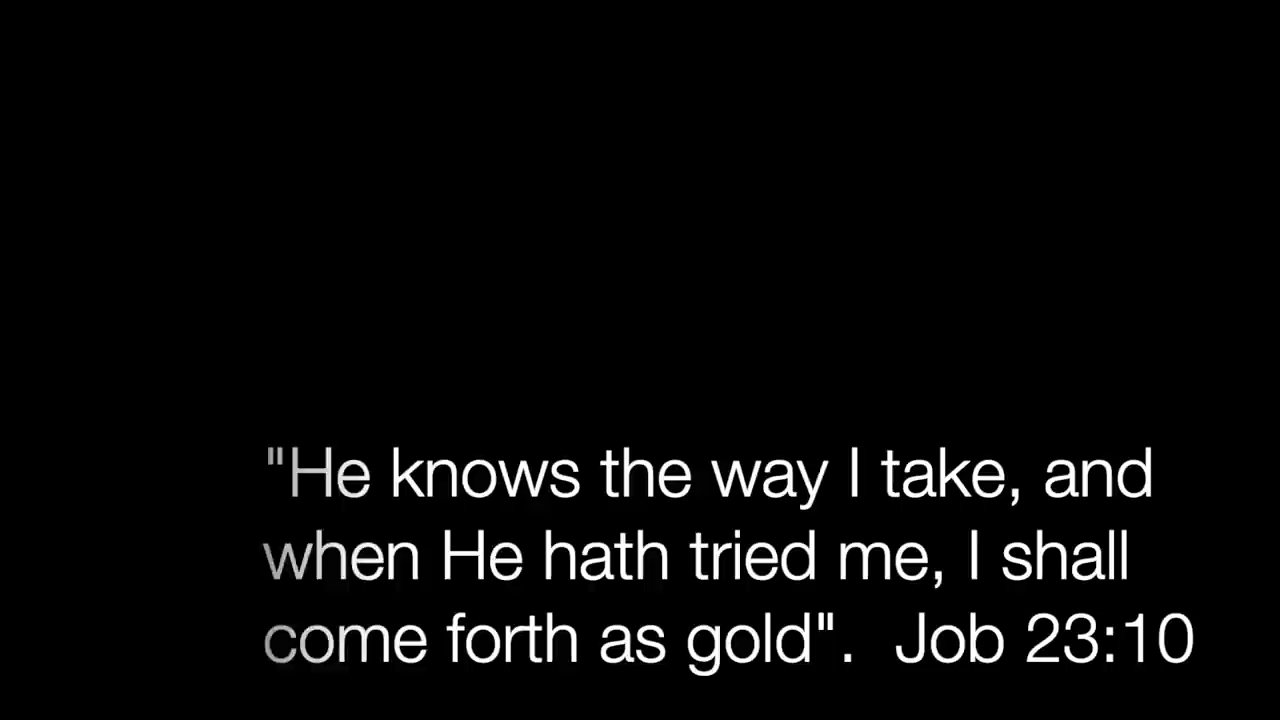 "He knows the way I take, and
when He hath tried me, I shall
come forth as gold".  Job 23:10